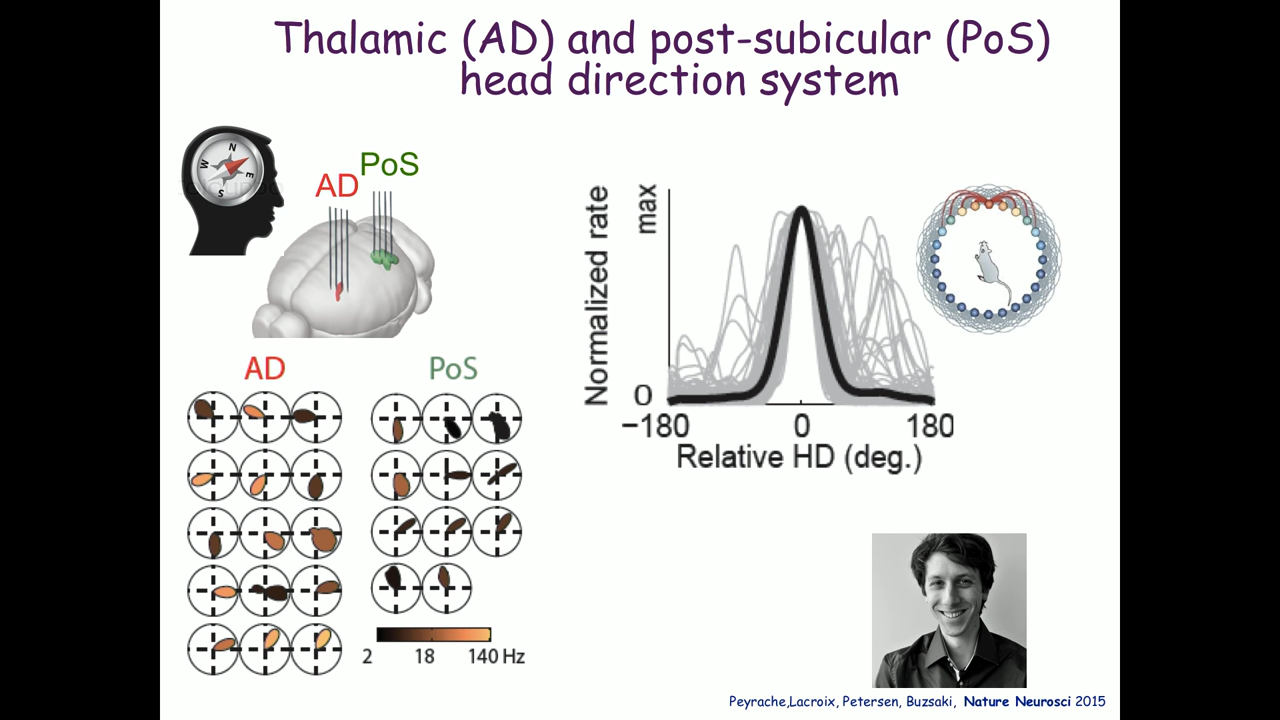 Thalamic (AD) and post-subicular (PoS)
head direction system
N
W
E
S
PoS
AD
Normalized rate
max
0
−180
0
180
Relative HD (deg.)
AD
PoS
2
18
140 Hz
Peyrache,Lacroix, Petersen, Buzsaki, Nature Neurosci 2015